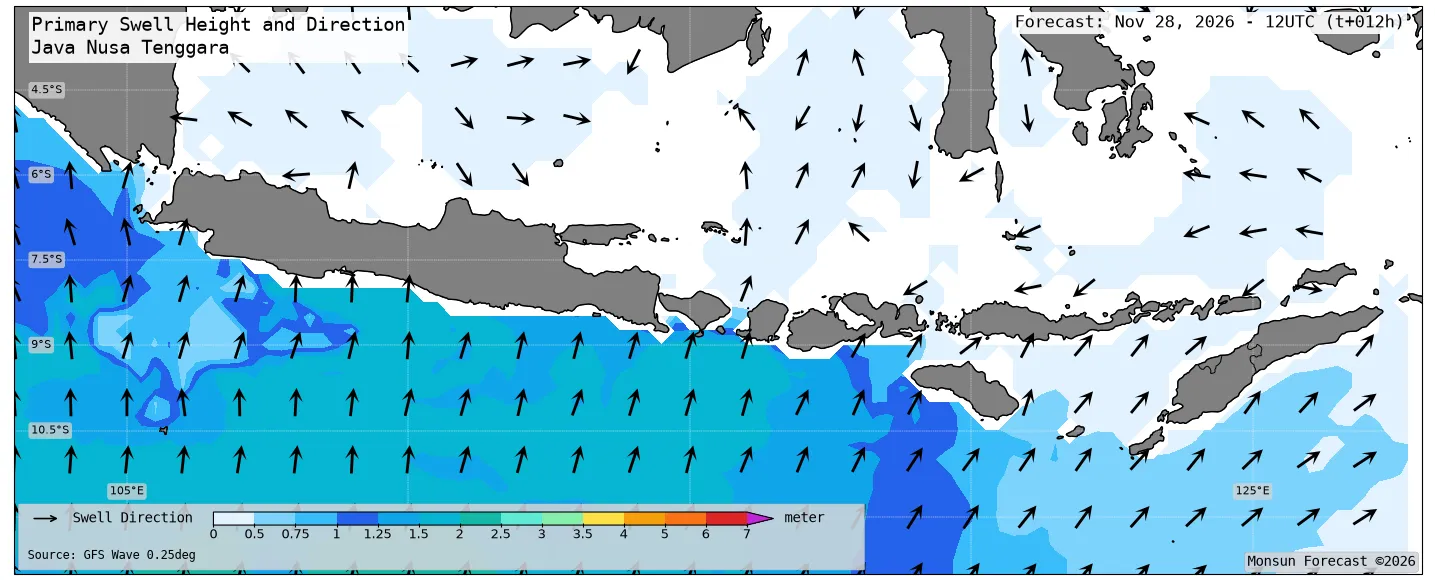 Primary Swell Height and Direction
Java Nusa Tenggara
Forecast: Nov 28, 2026 - 12UTC (t+012h)
4.5°S
6°S
7.5°S
9°S
10.5°S
105°E
125°E
Swell Direction
0 0.5 0.75 1 1.25 1.5 2 2.5 3 3.5 4 5 6 7
meter
Source: GFS Wave 0.25deg
Monsun Forecast ©2026